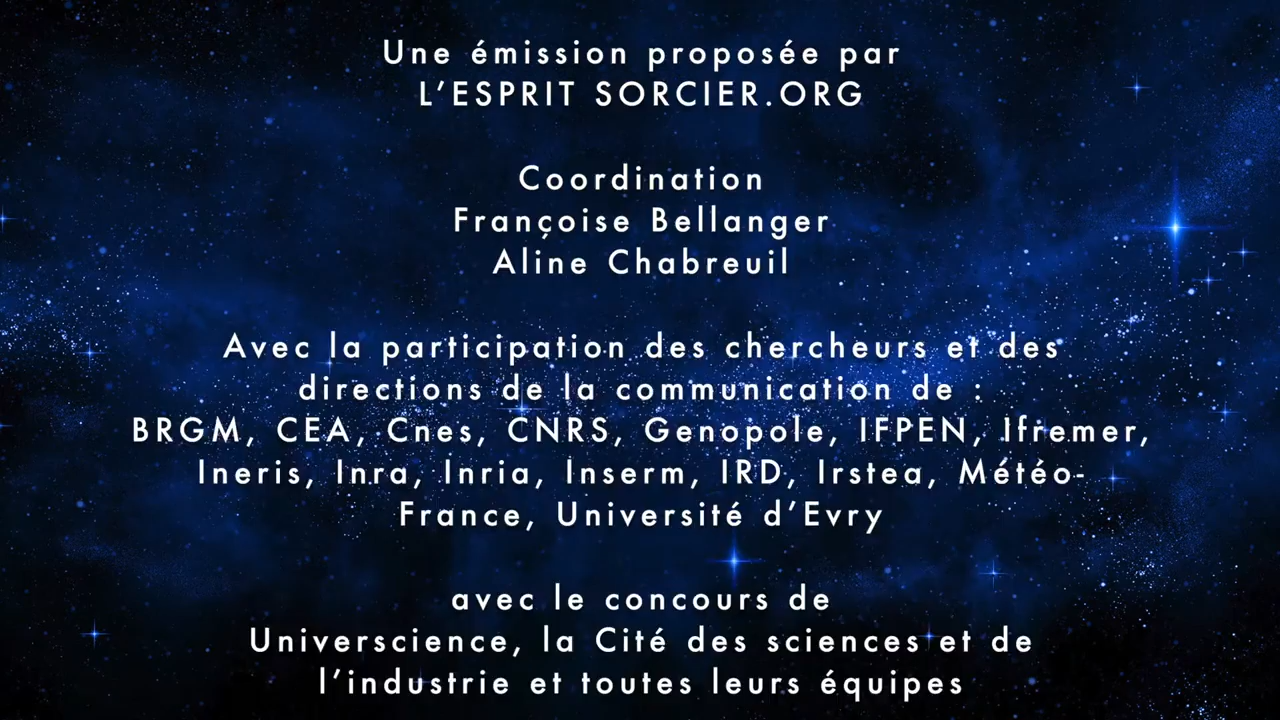 Une émission proposée par
L’ESPRIT SORCIER.ORG
Coordination
Françoise Bellanger
Aline Chabreuil
Avec la participation des chercheurs et des
directions de la communication de :
BRGM, CEA, Cnes, CNRS, Genopole, IFPEN, Ifremer,
Ineris, Inra, Inria, Inserm, IRD, Irstea, Météo-
France, Université d’Evry
avec le concours de
Universcience, la Cité des sciences et de
l’industrie et toutes leurs équipes